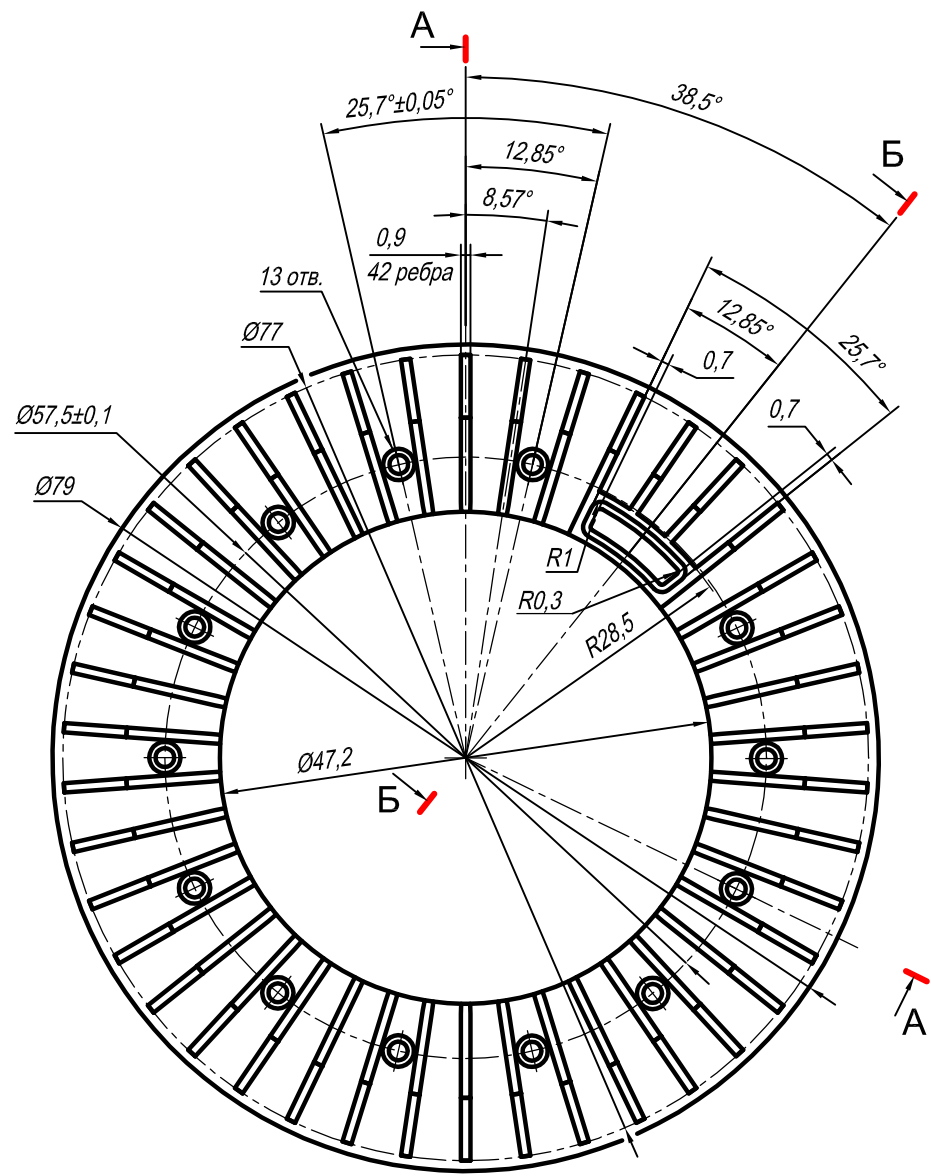 А
25,7°±0,05°
38,5°
12,85°
Б
8,57°
0,9
42 ребра
13 отв.
Ø77
12,85°
25,7°
0,7
0,7
Ø57,5±0,1
Ø79
R1
R0,3
R28,5
Ø47,2
Б
А